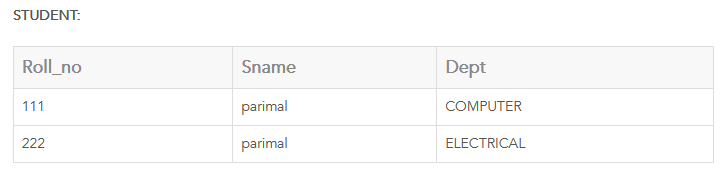 STUDENT:
Roll_no Sname Dept
111 parimal COMPUTER
222 parimal ELECTRICAL